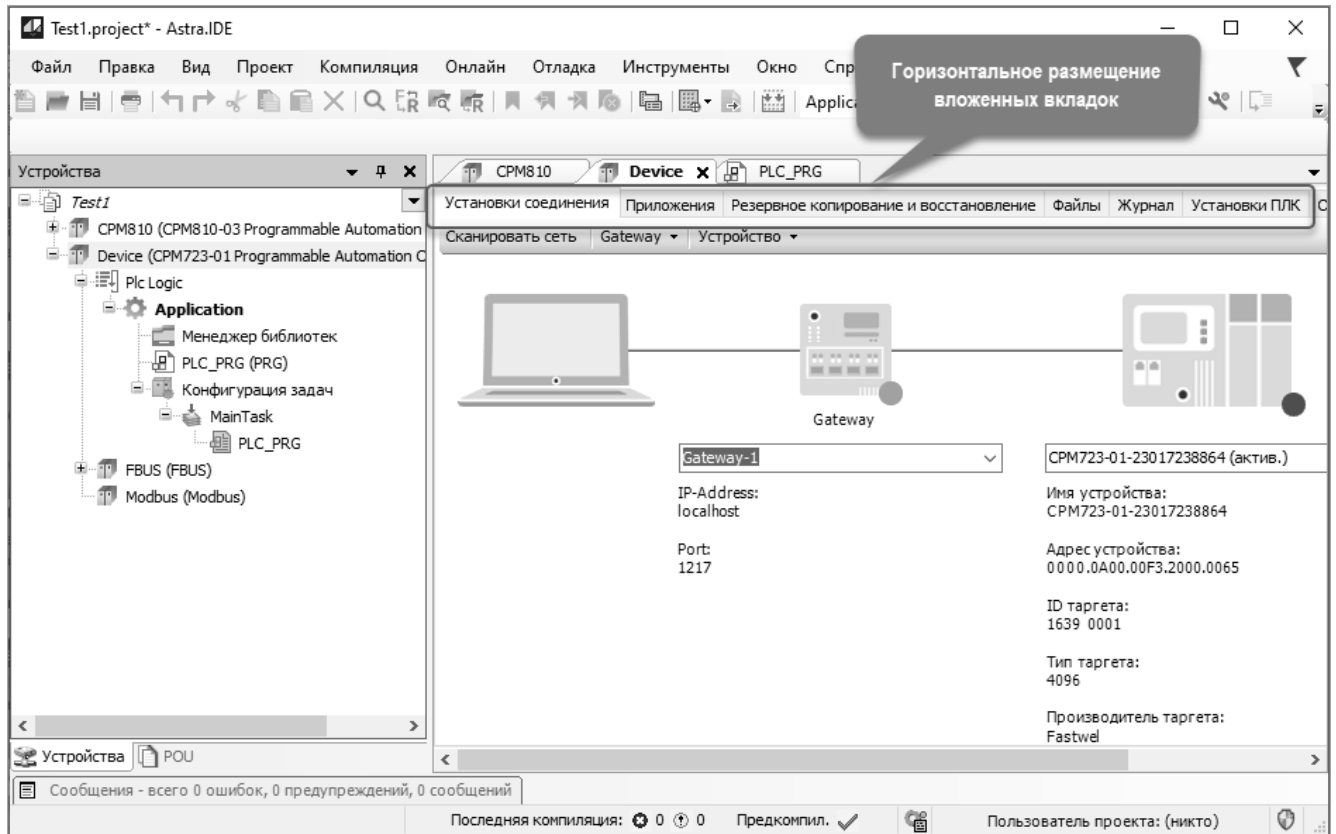 Test1.project* - Astra.IDE
Файл Правка Вид Проект Компиляция Онлайн Отладка Инструменты Окно
Горизонтальное размещение
вложенных вкладок
Устройства
CPM810 Device PLC_PRG
Test1
Установки соединения Приложения Резервное копирование и восстановление Файлы Журнал Установки ПЛК
CPM810 (CPM810-03 Programmable Automation
Сканировать сеть Gateway Устройство
Device (CPM723-01 Programmable Automation C
Plc Logic
Application
Менеджер библиотек
PLC_PRG (PRG)
Конфигурация задач
MainTask
PLC_PRG
FBUS (FBUS)
Modbus (Modbus)
Gateway
Gateway-1
CPM723-01-23017238864 (актив.)
IP-Address:
localhost
Port:
1217
Имя устройства:
CPM723-01-23017238864
Адрес устройства:
0000.0A00.00F3.2000.0065
ID таргета:
1639 0001
Тип таргета:
4096
Производитель таргета:
Fastwel
Устройства POU
Сообщения - всего 0 ошибок, 0 предупреждений, 0 сообщений
Последняя компиляция: 0 0 Предкомпил. Пользователь проекта: (никто)